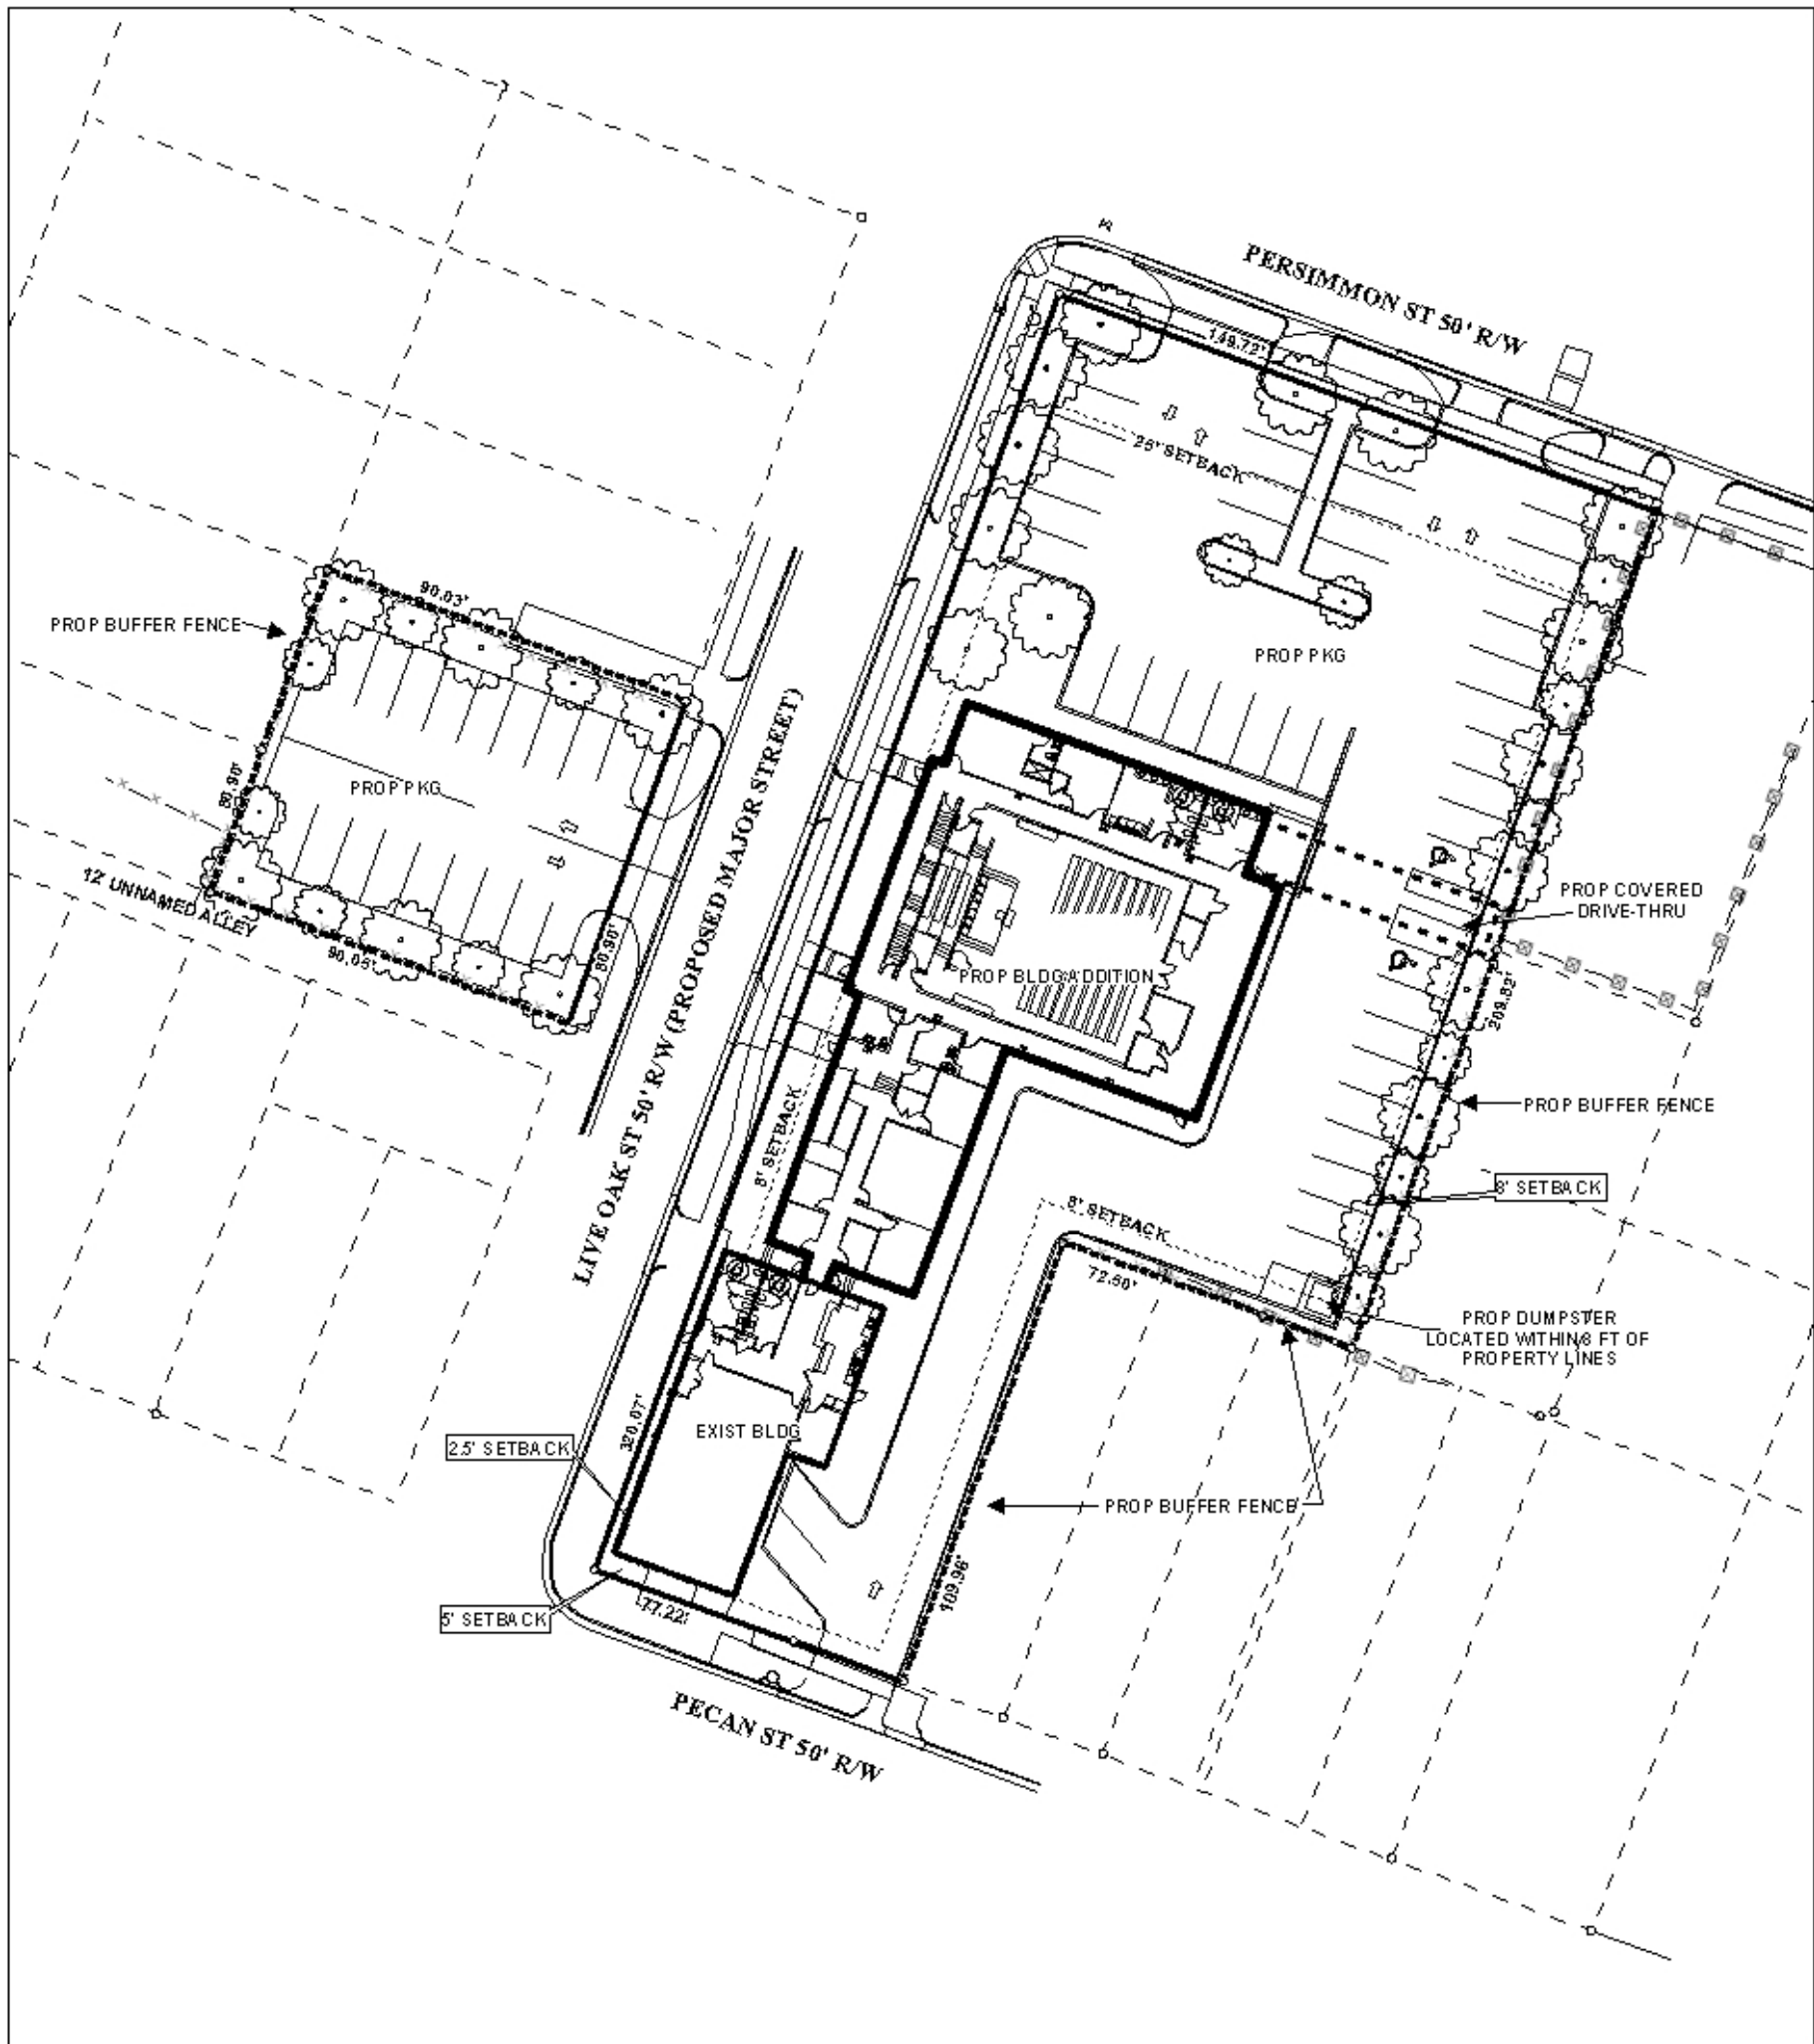 PERSIMMON ST 50' R/W
149.72'
25' SETBACK
PROP BUFFER FENCE
90.03'
PROP PKG
PROP PKG
12' UNNAMED ALLEY
90.05'
80.90'
LIVE OAK ST 50' R/W (PROPOSED MAJOR STREET)
PROP COVERED
DRIVE-THRU
PROP BLDG ADDITION
209.82'
PROP BUFFER FENCE
8' SETBACK
8' SETBACK
8' SETBACK
PROP DUMPSTER
LOCATED WITHIN 8 FT OF
PROPERTY LINES
EXIST BLDG
320.07'
2.5' SETBACK
PROP BUFFER FENCE
109.96'
5' SETBACK
77.22'
PECAN ST 50' R/W